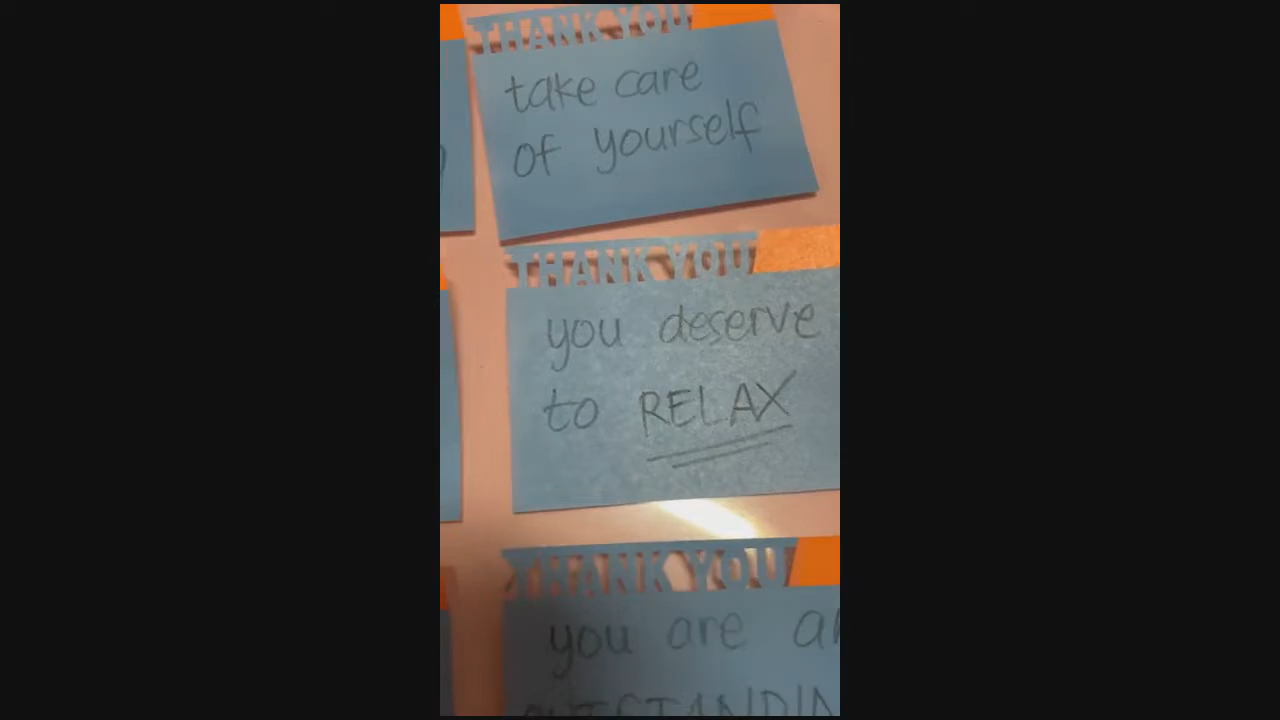 THANK YOU
take care
of yourself
THANK YOU
you deserve
to RELAX
THANK YOU
you are